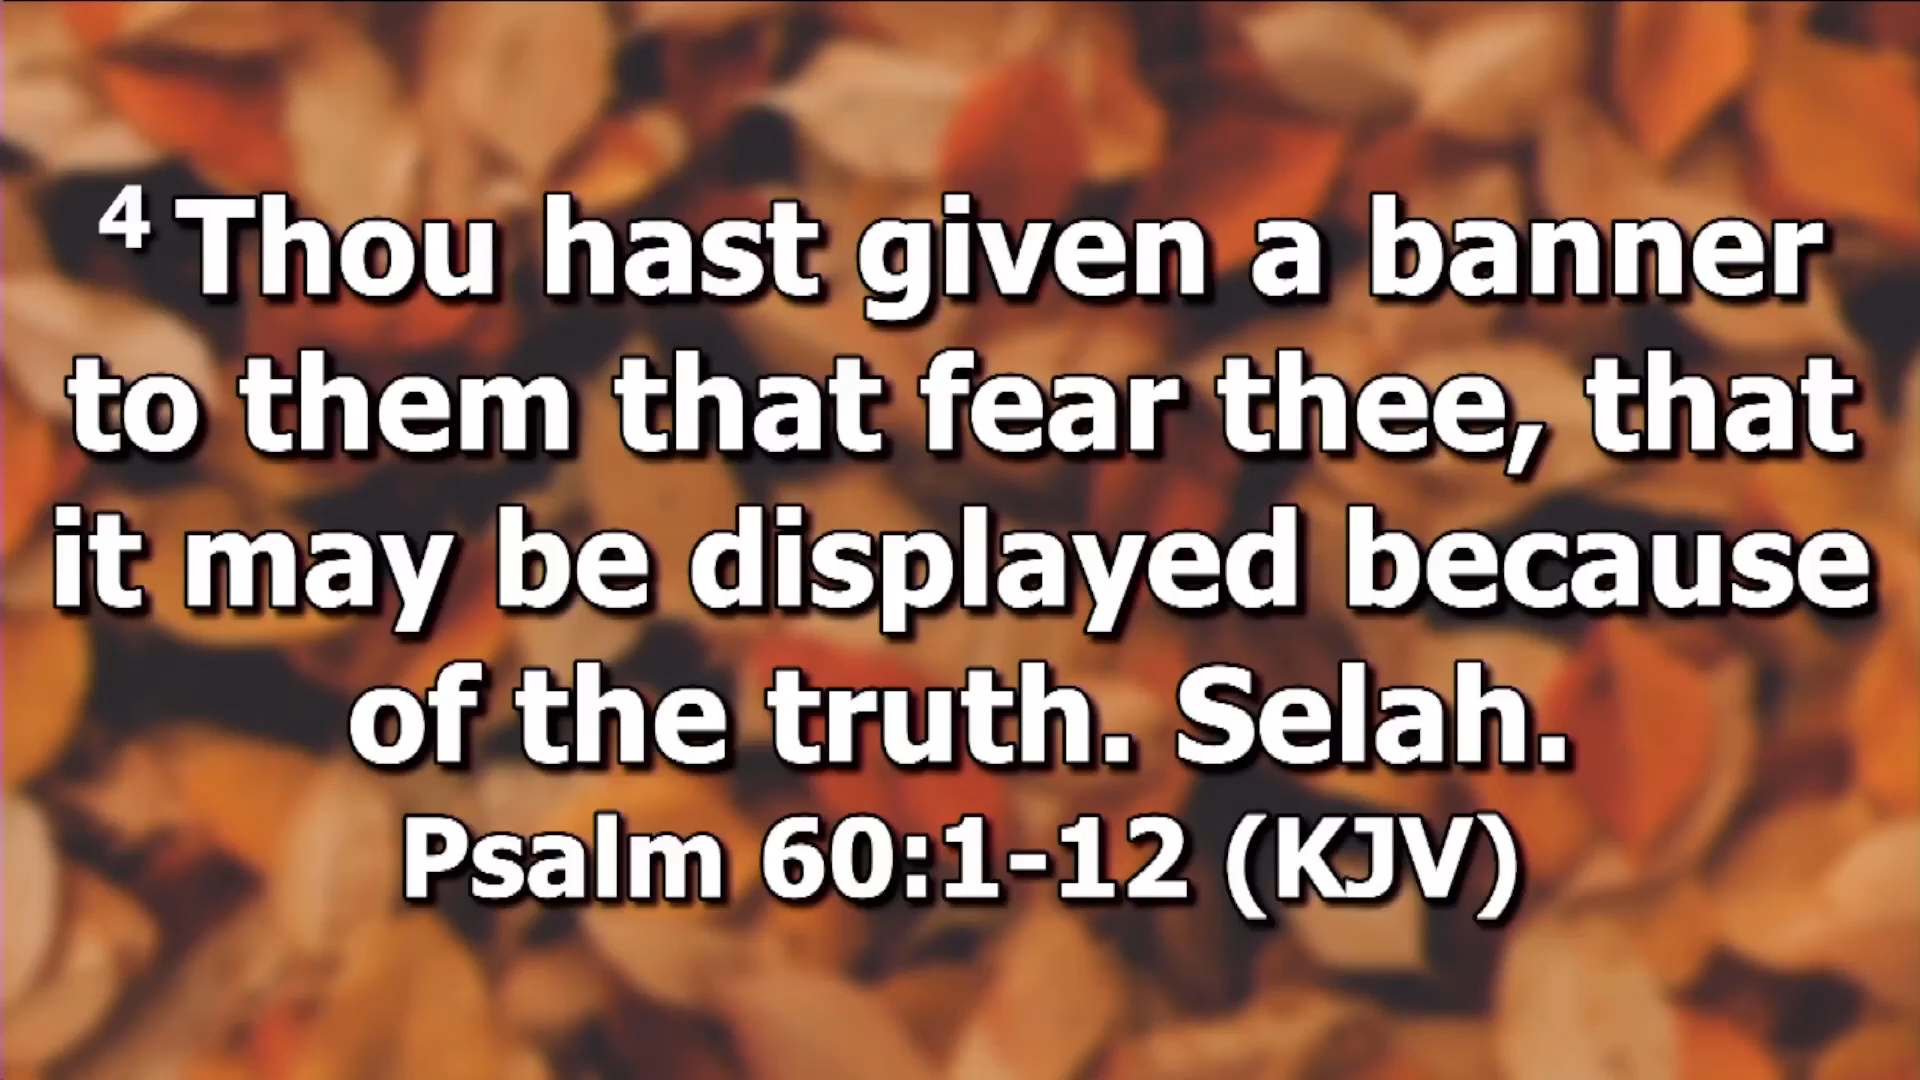 4 Thou hast given a banner
to them that fear thee, that
it may be displayed because
of the truth. Selah.
Psalm 60:1-12 (KJV)